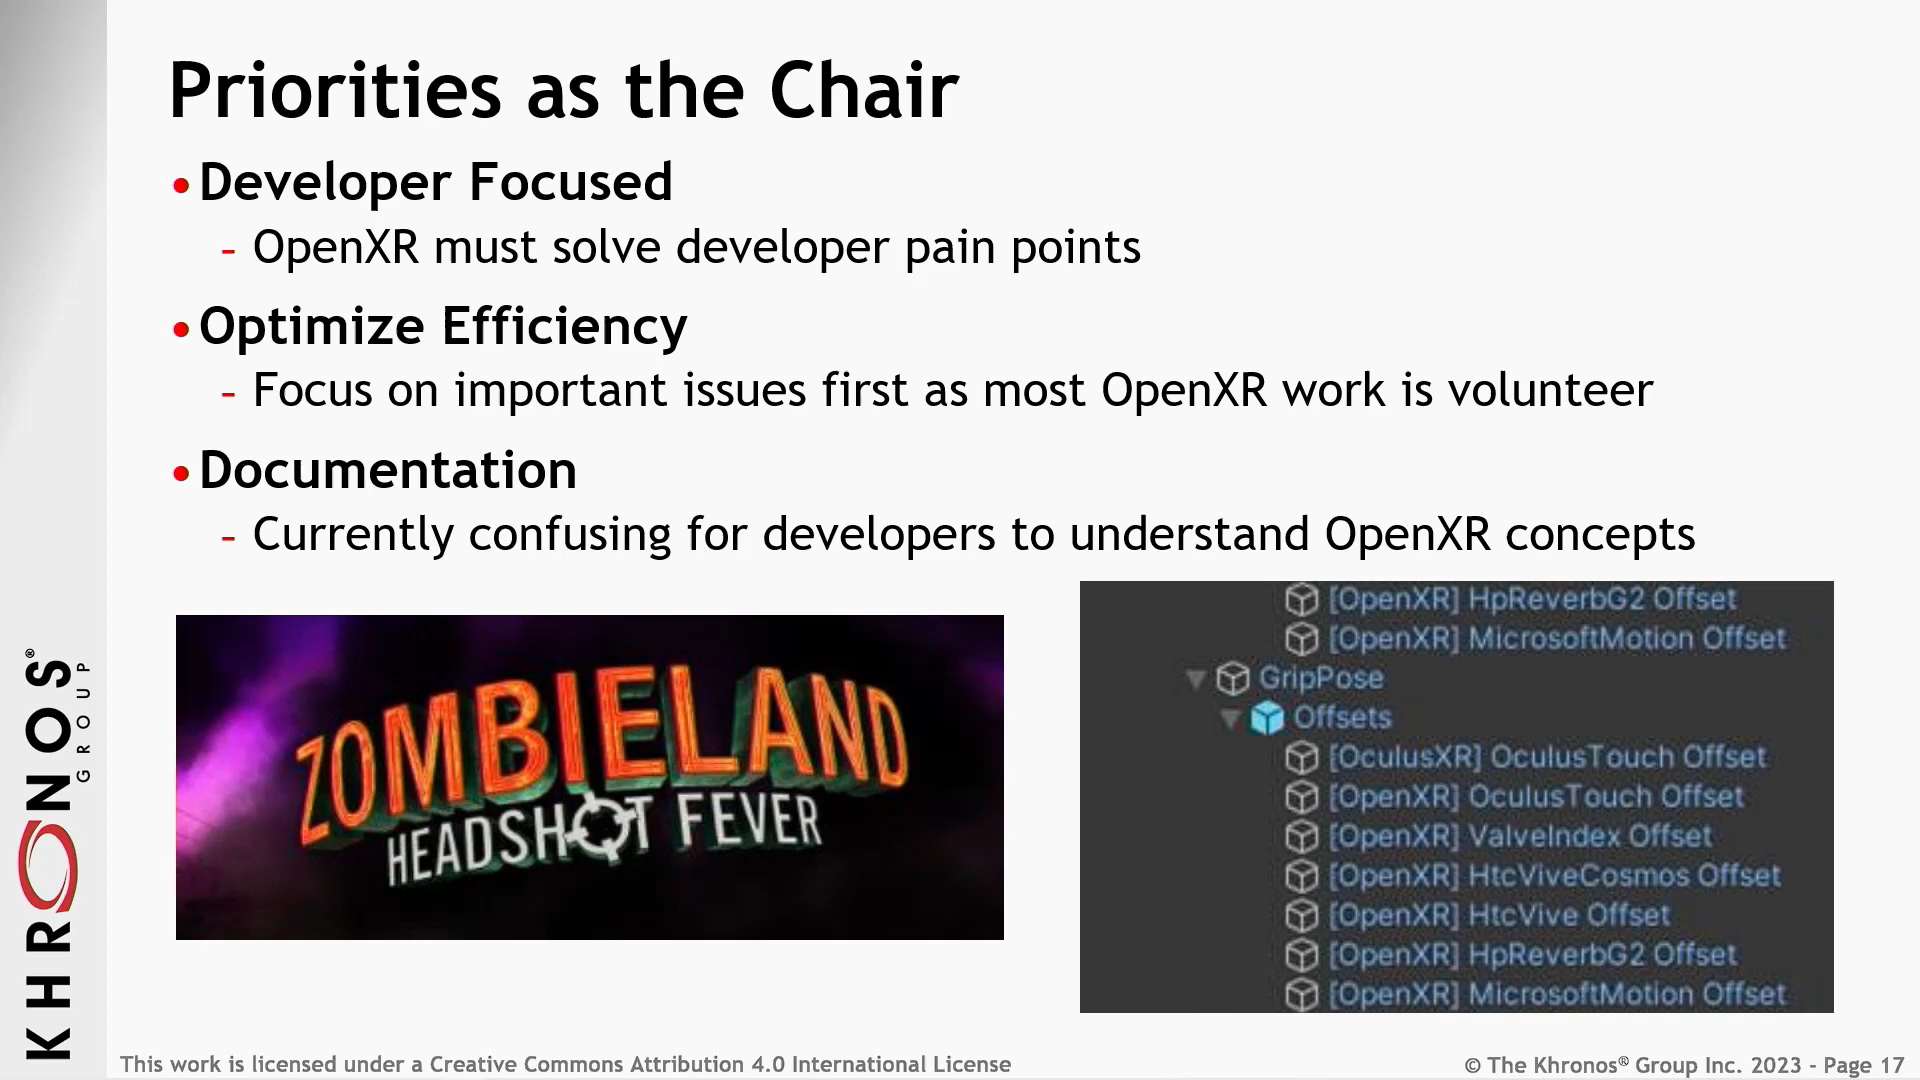 Priorities as the Chair
• Developer Focused
– OpenXR must solve developer pain points
• Optimize Efficiency
– Focus on important issues first as most OpenXR work is volunteer
• Documentation
– Currently confusing for developers to understand OpenXR concepts
ZOMBIELAND
HEADSHOT FEVER
[OpenXR] HpReverbG2 Offset
[OpenXR] MicrosoftMotion Offset
GripPose
Offsets
[OculusXR] OculusTouch Offset
[OpenXR] OculusTouch Offset
[OpenXR] ValveIndex Offset
[OpenXR] HtcViveCosmos Offset
[OpenXR] HtcVive Offset
[OpenXR] HpReverbG2 Offset
[OpenXR] MicrosoftMotion Offset
KHRONOS®
GROUP
This work is licensed under a Creative Commons Attribution 4.0 International License
© The Khronos® Group Inc. 2023 - Page 17